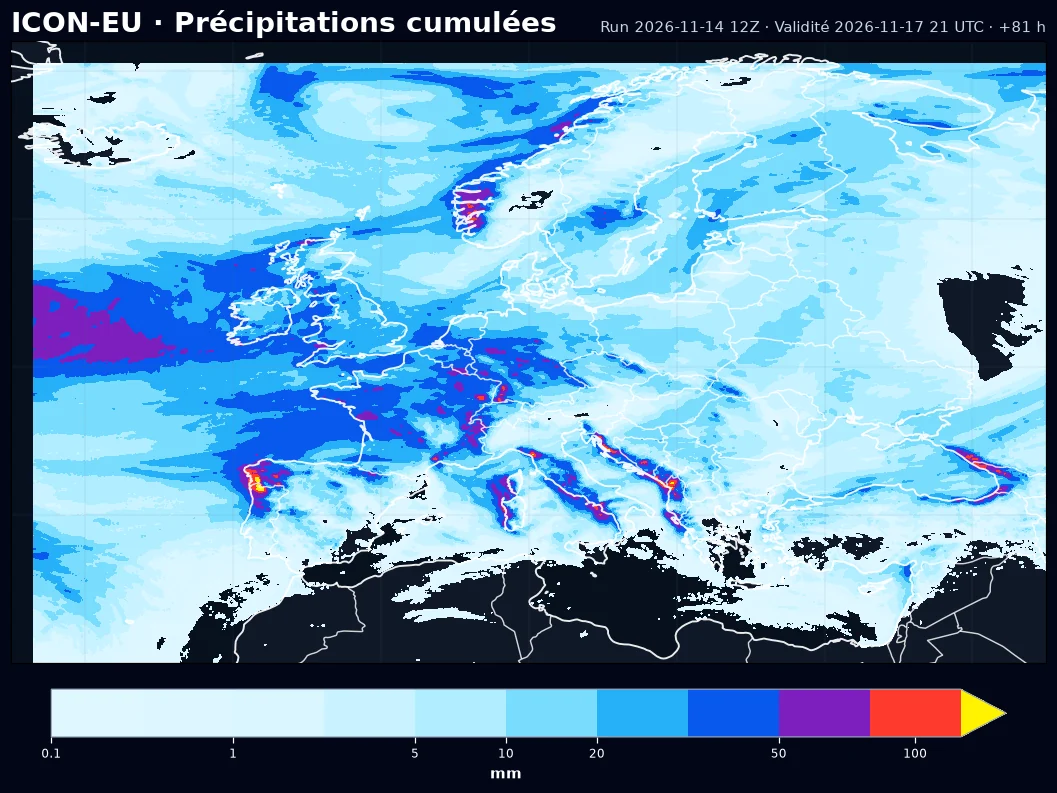 ICON-EU · Précipitations cumulées
Run 2026-11-14 12Z · Validité 2026-11-17 21 UTC · +81 h
0.1 1 5 10 20 50 100
mm